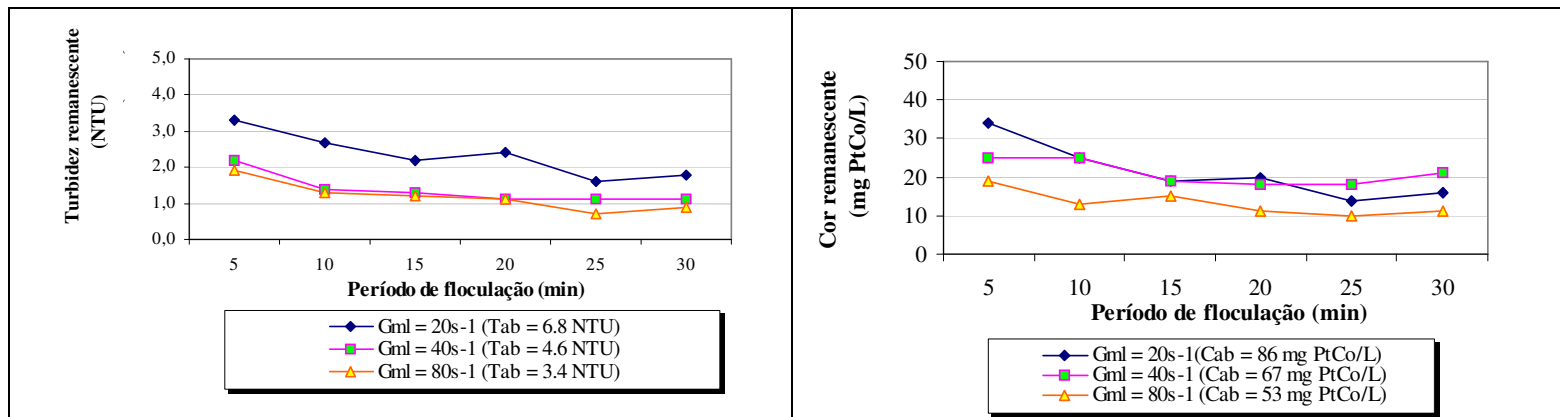 Turbidez remanescente
(NTU)
5,0
4,0
3,0
2,0
1,0
0,0
5 10 15 20 25 30
Período de floculação (min)
Gml = 20s-1 (Tab = 6.8 NTU)
Gml = 40s-1 (Tab = 4.6 NTU)
Gml = 80s-1 (Tab = 3.4 NTU)
Cor remanescente
(mg PtCo/L)
50
40
30
20
10
0
5 10 15 20 25 30
Período de floculação (min)
Gml = 20s-1(Cab = 86 mg PtCo/L)
Gml = 40s-1 (Cab = 67 mg PtCo/L)
Gml = 80s-1 (Cab = 53 mg PtCo/L)